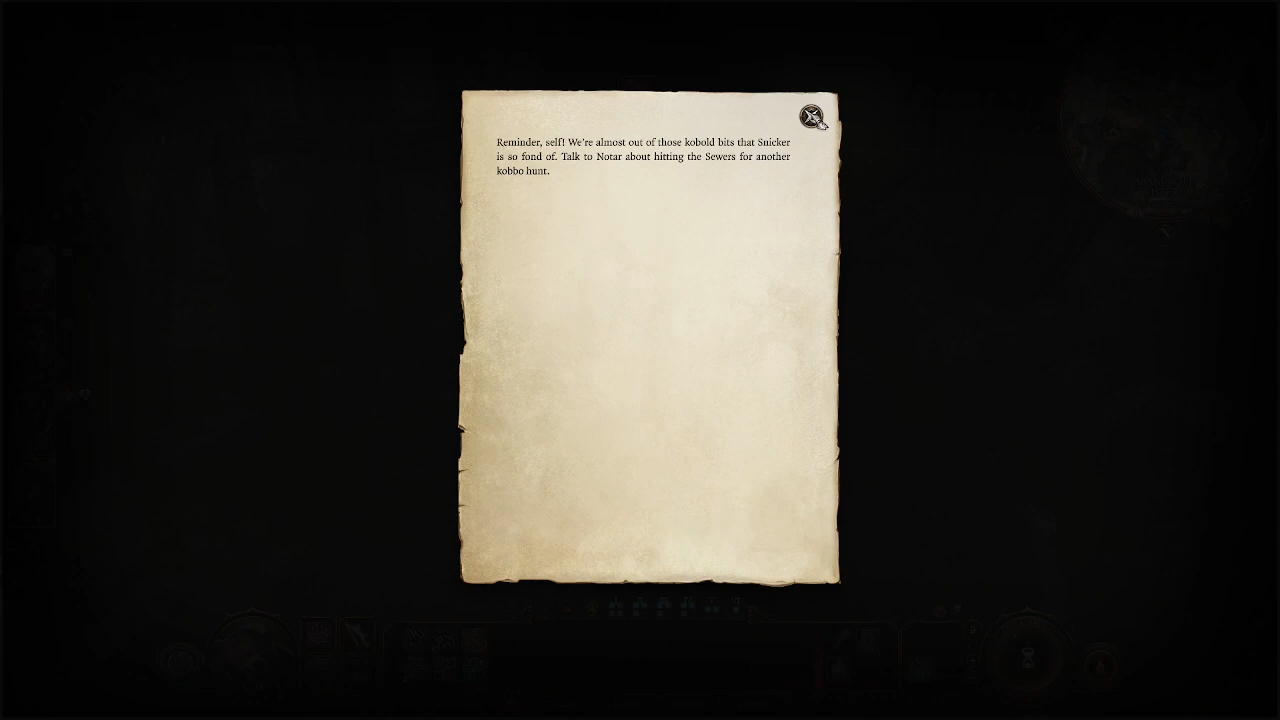 Reminder, self! We're almost out of those kobold bits that Snicker
is so fond of. Talk to Notar about hitting the Sewers for another
kobbo hunt.